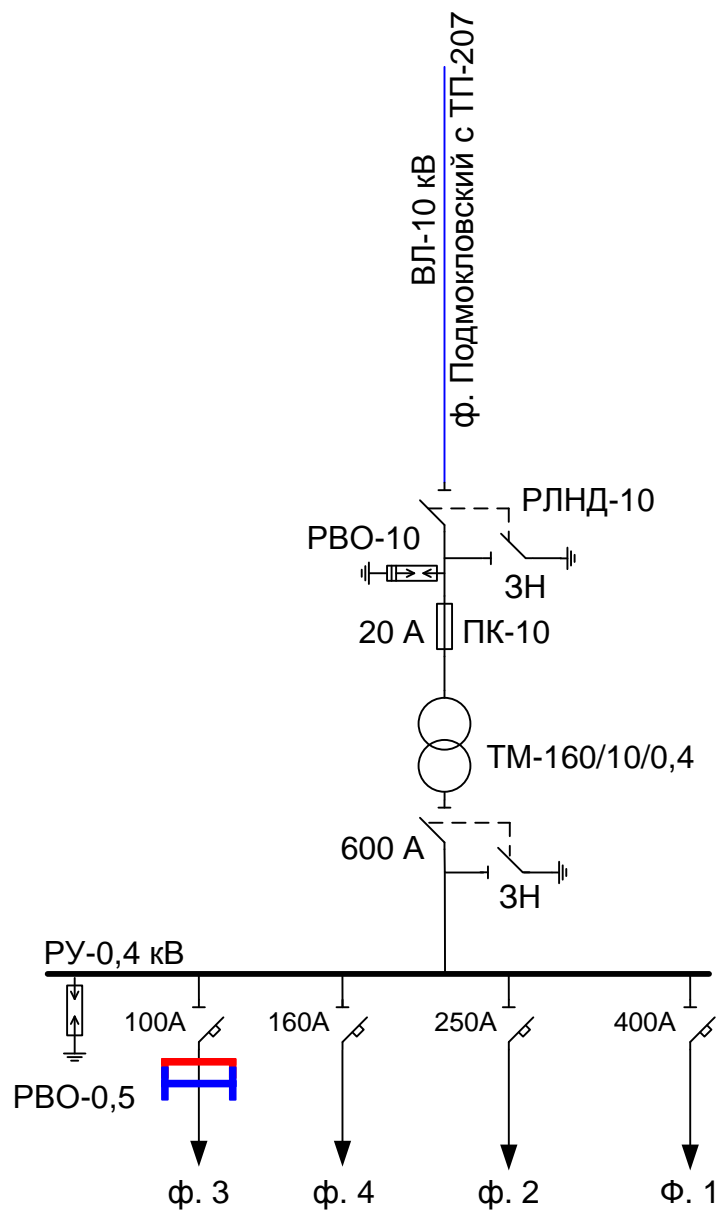 ВЛ-10 кВ
ф. Подмокловский с ТП-207
РЛНД-10
РВО-10
ЗН
20 А
ПК-10
ТМ-160/10/0,4
600 А
ЗН
РУ-0,4 кВ
100А
160А
250А
400А
РВО-0,5
ф. 3
ф. 4
ф. 2
Ф. 1